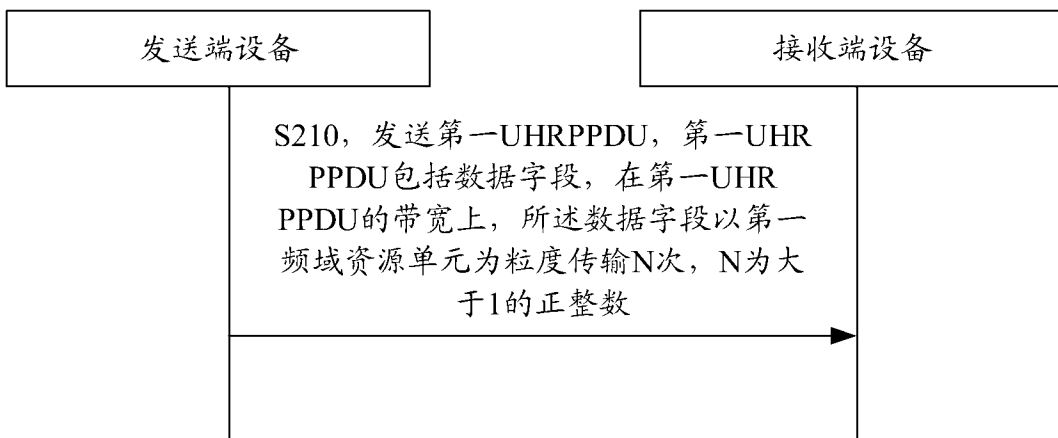 发送端设备
接收端设备
S210，发送第一UHRPPDU，第一UHR
PPDU包括数据字段，在第一UHR
PPDU的带宽上，所述数据字段以第一
频域资源单元为粒度传输N次，N为大
于1的正整数